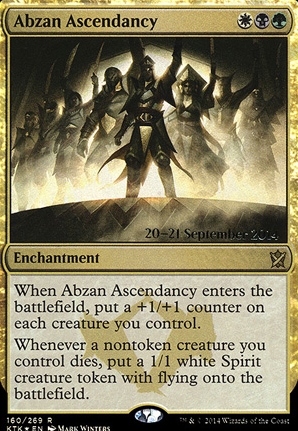 Abzan Ascendancy
20–21 September 2014
Enchantment
When Abzan Ascendancy enters the
battlefield, put a +1/+1 counter on
each creature you control.
Whenever a nontoken creature you
control dies, put a 1/1 white Spirit
creature token with flying onto the
battlefield.
160/269 R
KTK ★ EN Mark Winters
™ & © 2014 Wizards of the Coast